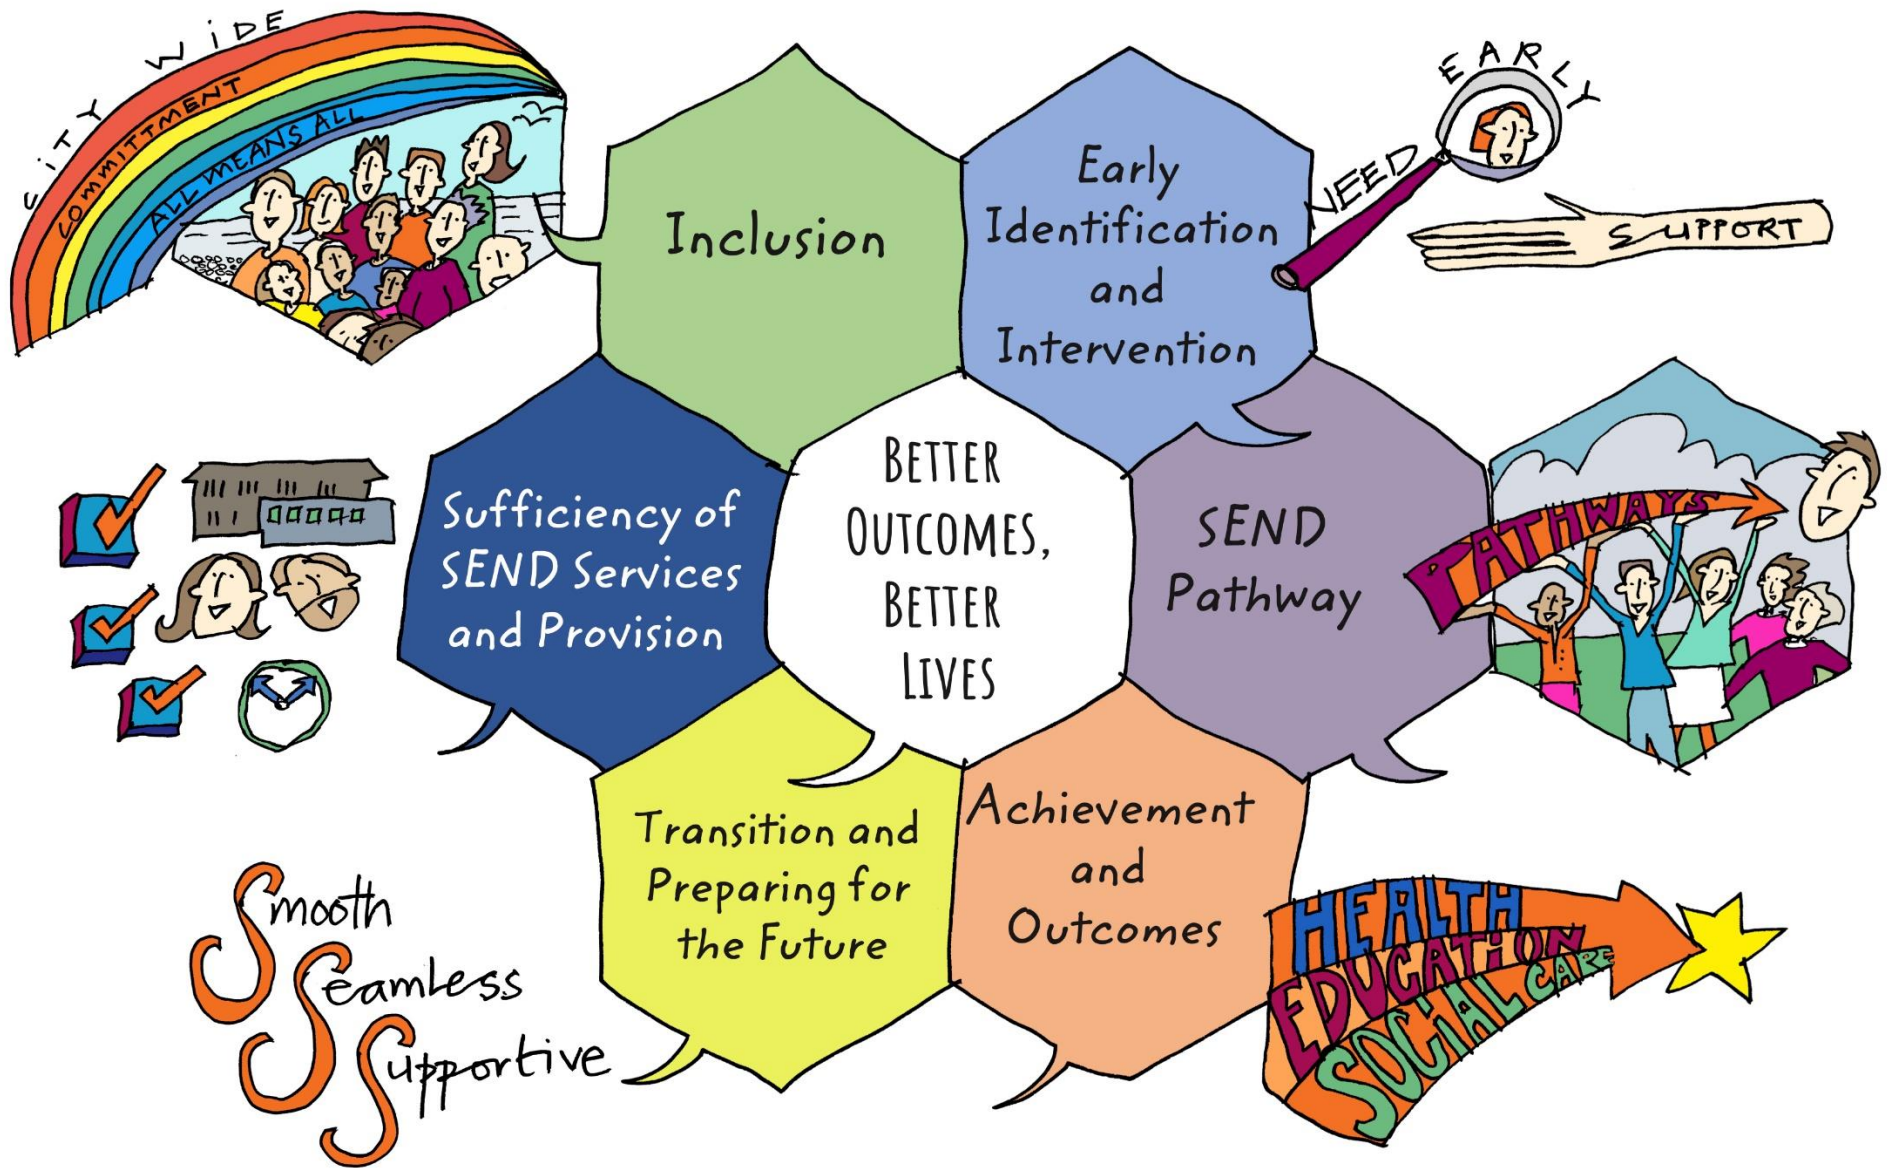 CITY WIDE
COMMITTMENT
ALL MEANS ALL
Inclusion
Early
Identification
and
Intervention
EARLY
NEED
SUPPORT
Sufficiency of
SEND Services
and Provision
BETTER
OUTCOMES,
BETTER
LIVES
SEND
Pathway
PATHWAYS
Transition and
Preparing for
the Future
Achievement
and
Outcomes
Smooth
Seamless
Supportive
HEALTH
EDUCATION
SOCIAL CARE